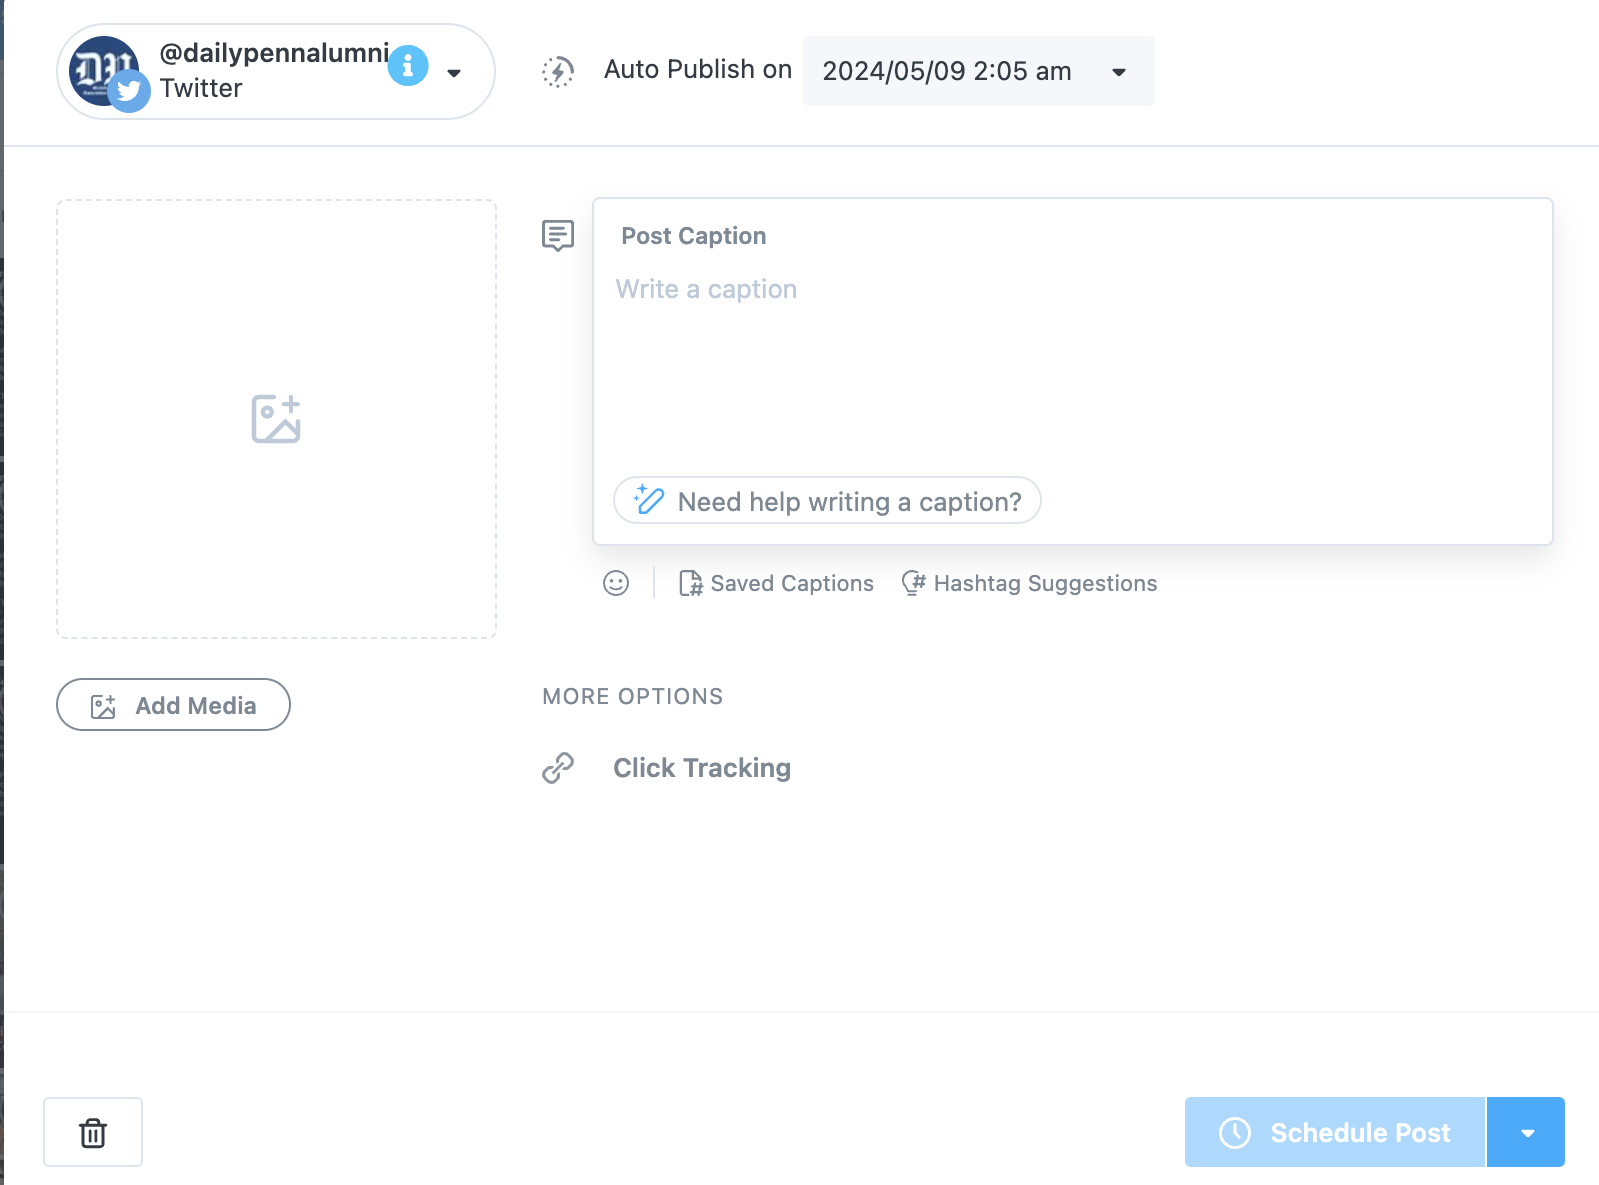 @dailypennalumni
Twitter
Auto Publish on
2024/05/09 2:05 am
Post Caption
Write a caption
Need help writing a caption?
Saved Captions
Hashtag Suggestions
Add Media
MORE OPTIONS
Click Tracking
Schedule Post